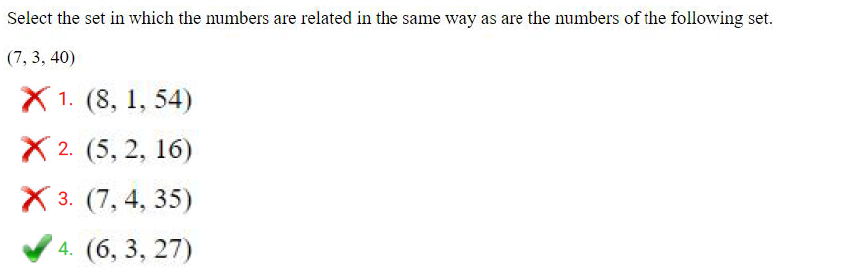 Select the set in which the numbers are related in the same way as are the numbers of the following set.
(7, 3, 40)
1. (8, 1, 54)
2. (5, 2, 16)
3. (7, 4, 35)
4. (6, 3, 27)